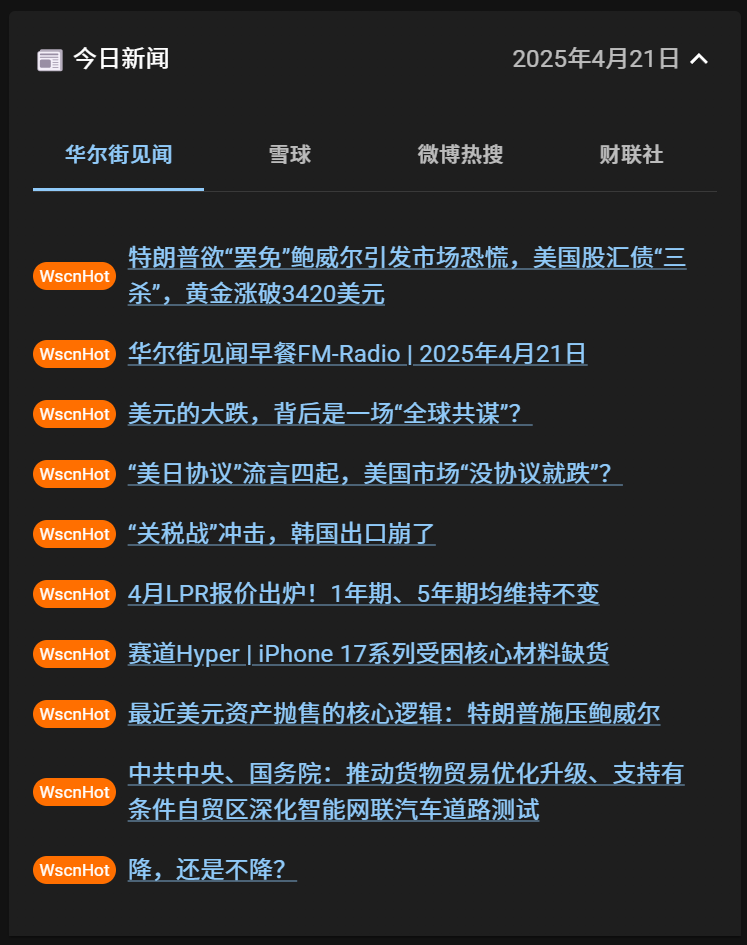 今日新闻 2025年4月21日
华尔街见闻 雪球 微博热搜 财联社
WscnHot 特朗普欲“罢免”鲍威尔引发市场恐慌，美国股汇债“三
杀”，黄金涨破3420美元
WscnHot 华尔街见闻早餐FM-Radio | 2025年4月21日
WscnHot 美元的大跌，背后是一场“全球共谋”？
WscnHot “美日协议”流言四起，美国市场“没协议就跌”？
WscnHot “关税战”冲击，韩国出口崩了
WscnHot 4月LPR报价出炉！1年期、5年期均维持不变
WscnHot 赛道Hyper | iPhone 17系列受困核心材料缺货
WscnHot 最近美元资产抛售的核心逻辑：特朗普施压鲍威尔
WscnHot 中共中央、国务院：推动货物贸易优化升级、支持有
条件自贸区深化智能网联汽车道路测试
WscnHot 降，还是不降？